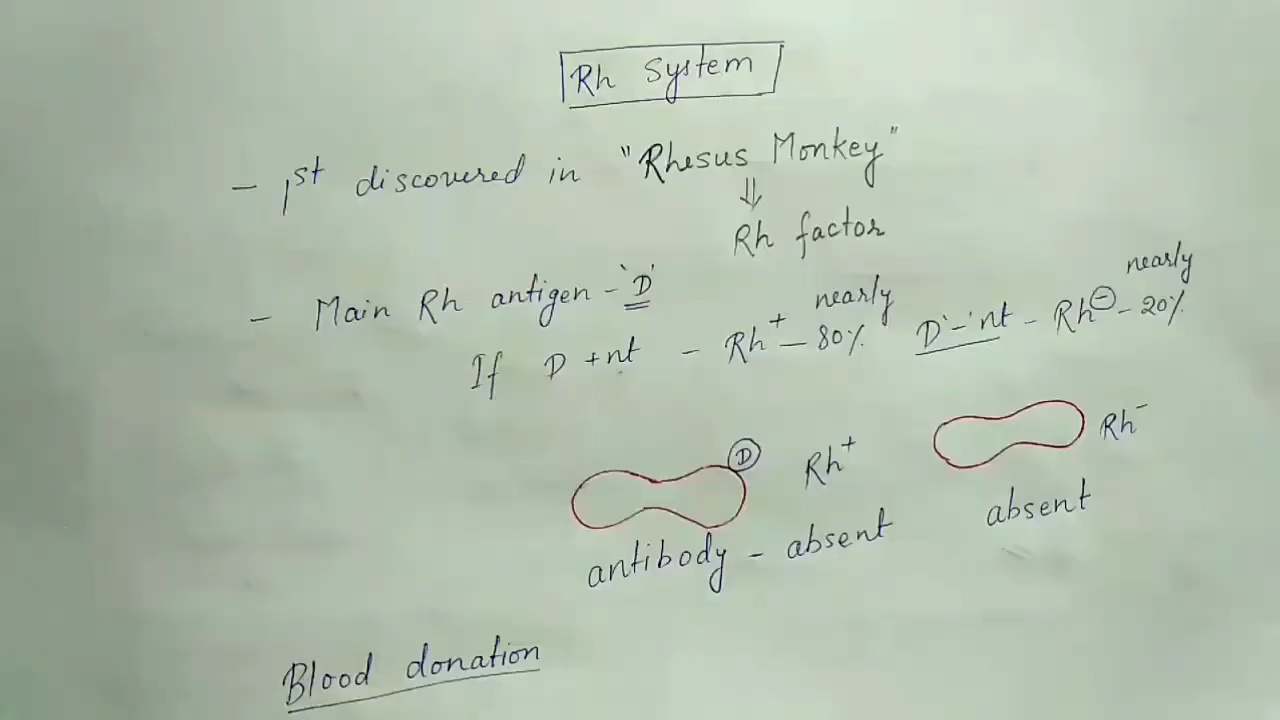 Rh System
- 1st discovered in "Rhesus Monkey"
⇓
Rh factor
- Main Rh antigen - 'D'
If D +nt - Rh+ - nearly 80% D '-' nt - Rh⊖ - nearly 20%
D Rh+ Rh-
antibody - absent absent
Blood donation